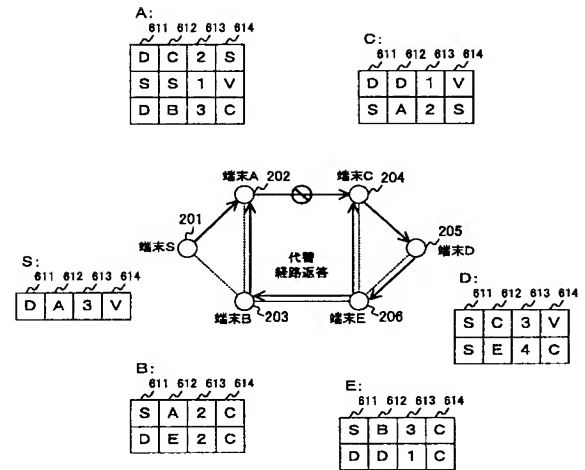 A:
611 612 613 614
D C 2 S
S S 1 V
D B 3 C
C:
611 612 613 614
D D 1 V
S A 2 S
端末A 202
端末C 204
201
端末S
205
端末D
代替
経路返答
端末B 203
端末E 206
S:
611 612 613 614
D A 3 V
D:
611 612 613 614
S C 3 V
S E 4 C
B:
611 612 613 614
S A 2 C
D E 2 C
E:
611 612 613 614
S B 3 C
D D 1 C